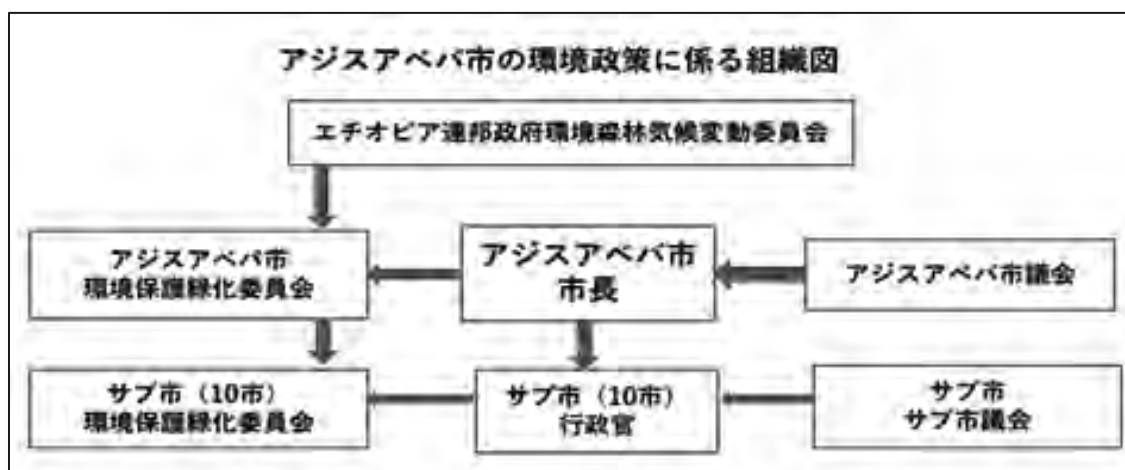 アジスアベバ市の環境政策に係る組織図
エチオピア連邦政府環境森林気候変動委員会
アジスアベバ市
環境保護緑化委員会
アジスアベバ市
市長
アジスアベバ市議会
サブ市（10市）
環境保護緑化委員会
サブ市（10市）
行政官
サブ市
サブ市議会